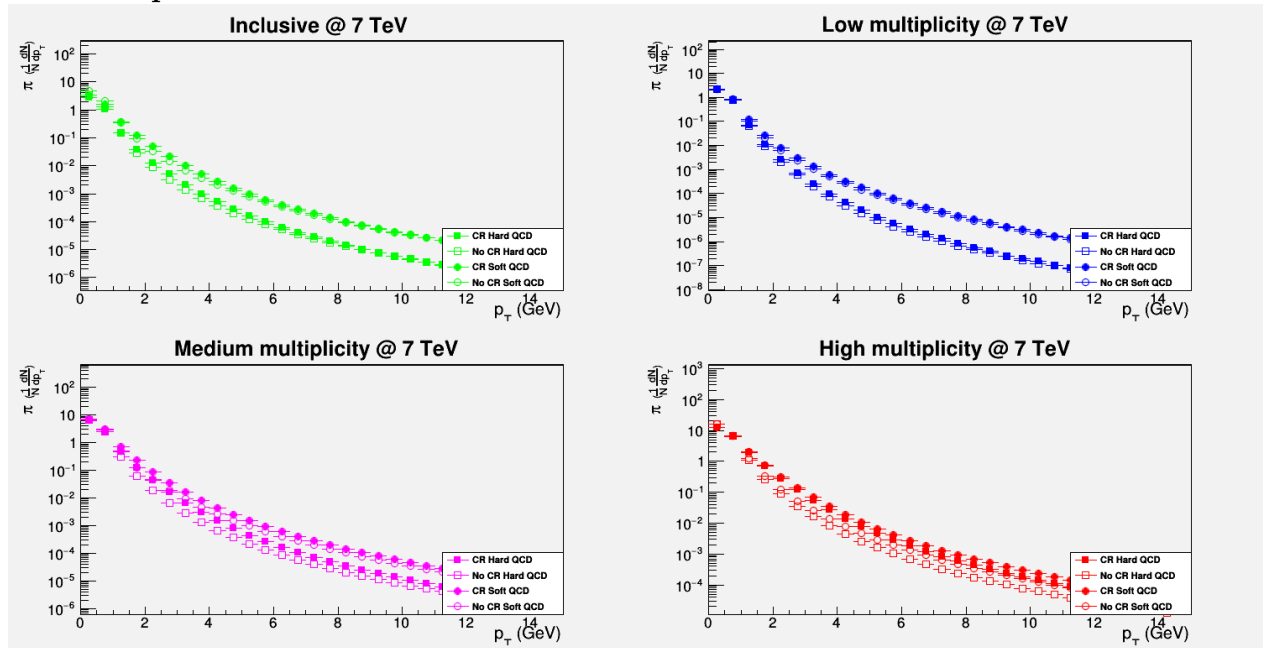 Inclusive @ 7 TeV
π (1/N dN/dp_T)
10²
10
1
10⁻¹
10⁻²
10⁻³
10⁻⁴
10⁻⁵
10⁻⁶
0 2 4 6 8 10 12 14
p_T (GeV)
CR Hard QCD
No CR Hard QCD
CR Soft QCD
No CR Soft QCD
Low multiplicity @ 7 TeV
π (1/N dN/dp_T)
10²
10
1
10⁻¹
10⁻²
10⁻³
10⁻⁴
10⁻⁵
10⁻⁶
10⁻⁷
10⁻⁸
0 2 4 6 8 10 12 14
p_T (GeV)
CR Hard QCD
No CR Hard QCD
CR Soft QCD
No CR Soft QCD
Medium multiplicity @ 7 TeV
π (1/N dN/dp_T)
10²
10
1
10⁻¹
10⁻²
10⁻³
10⁻⁴
10⁻⁵
10⁻⁶
0 2 4 6 8 10 12 14
p_T (GeV)
CR Hard QCD
No CR Hard QCD
CR Soft QCD
No CR Soft QCD
High multiplicity @ 7 TeV
π (1/N dN/dp_T)
10³
10²
10
1
10⁻¹
10⁻²
10⁻³
10⁻⁴
0 2 4 6 8 10 12 14
p_T (GeV)
CR Hard QCD
No CR Hard QCD
CR Soft QCD
No CR Soft QCD